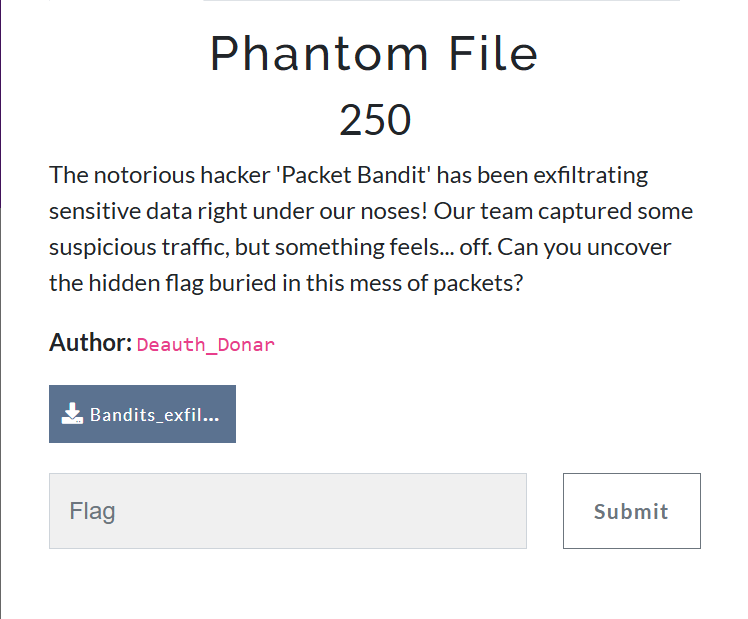 Phantom File
250
The notorious hacker 'Packet Bandit' has been exfiltrating
sensitive data right under our noses! Our team captured some
suspicious traffic, but something feels... off. Can you uncover
the hidden flag buried in this mess of packets?
Author: Deauth_Donar
Bandits_exfil...
Flag
Submit